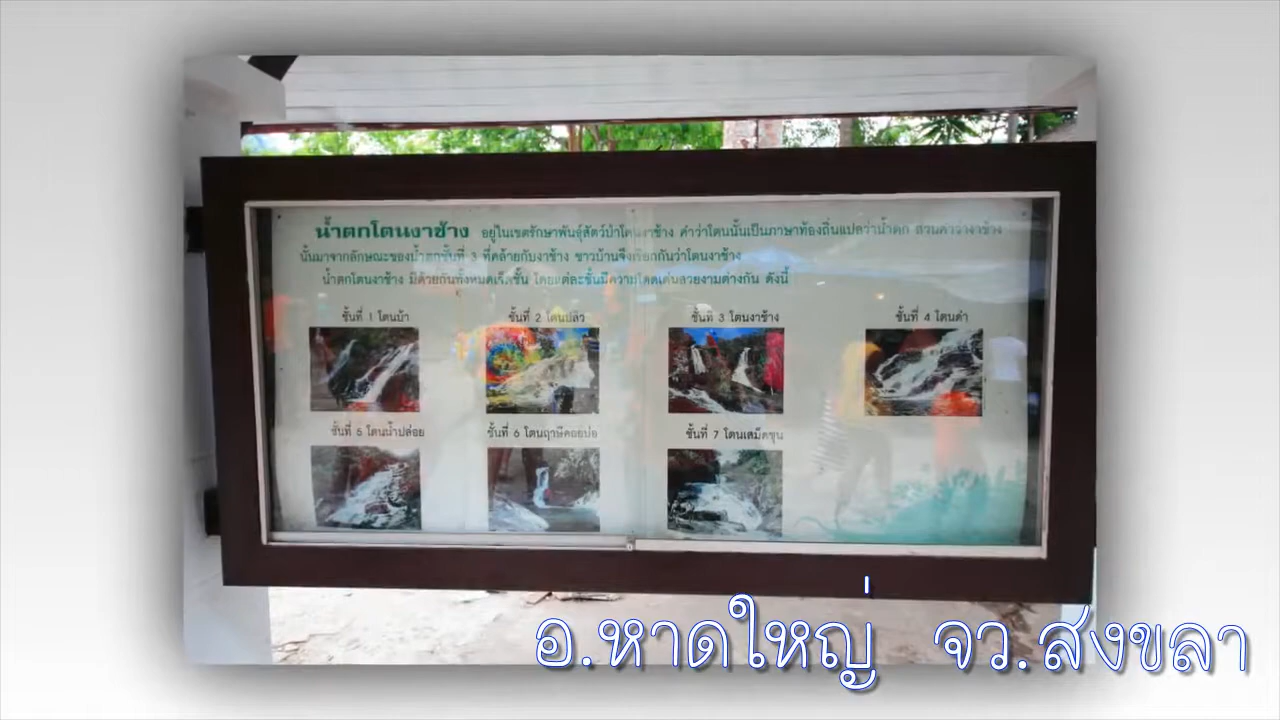 น้ำตกโตนงาช้าง อยู่ในเขตรักษาพันธุ์สัตว์ป่าโตนงาช้าง คำว่าโตนนั้นเป็นภาษาท้องถิ่นแปลว่าน้ำตก ส่วนคำว่างาช้าง
นั้นมาจากลักษณะของน้ำตกชั้นที่ 3 ที่คล้ายกับงาช้าง ชาวบ้านจึงเรียกกันว่าโตนงาช้าง
น้ำตกโตนงาช้าง มีด้วยกันทั้งหมดเจ็ดชั้น โดยแต่ละชั้นมีความโดดเด่นสวยงามต่างกัน ดังนี้
ชั้นที่ 1 โตนบ้า ชั้นที่ 2 โตนปลิว ชั้นที่ 3 โตนงาช้าง ชั้นที่ 4 โตนดำ
ชั้นที่ 5 โตนน้ำปล่อย ชั้นที่ 6 โตนฤาษีคอยบ่อ ชั้นที่ 7 โตนเสม็ดชุน
อ.หาดใหญ่ จว.สงขลา